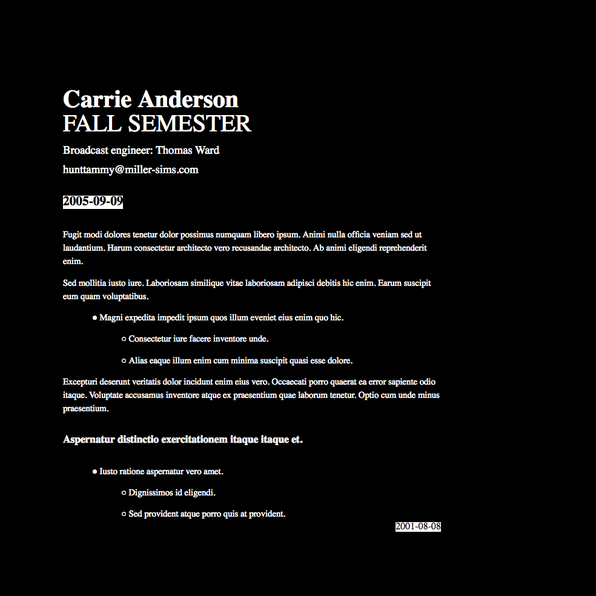 Carrie Anderson
FALL SEMESTER
Broadcast engineer: Thomas Ward
hunttammy@miller-sims.com
2005-09-09
Fugit modi dolores tenetur dolor possimus numquam libero ipsum. Animi nulla officia veniam sed ut
laudantium. Harum consectetur architecto vero recusandae architecto. Ab animi eligendi reprehenderit
enim.
Sed mollitia iusto iure. Laboriosam similique vitae laboriosam adipisci debitis hic enim. Earum suscipit
eum quam voluptatibus.
Magni expedita impedit ipsum quos illum eveniet eius enim quo hic.
Consectetur iure facere inventore unde.
Alias eaque illum enim cum minima suscipit quasi esse dolore.
Excepturi deserunt veritatis dolor incidunt enim eius vero. Occaecati porro quaerat ea error sapiente odio
itaque. Voluptate accusamus inventore atque ex praesentium quae laborum tenetur. Optio cum unde minus
praesentium.
Aspernatur distinctio exercitationem itaque itaque et.
Iusto ratione aspernatur vero amet.
Dignissimos id eligendi.
Sed provident atque porro quis at provident.
2001-08-08